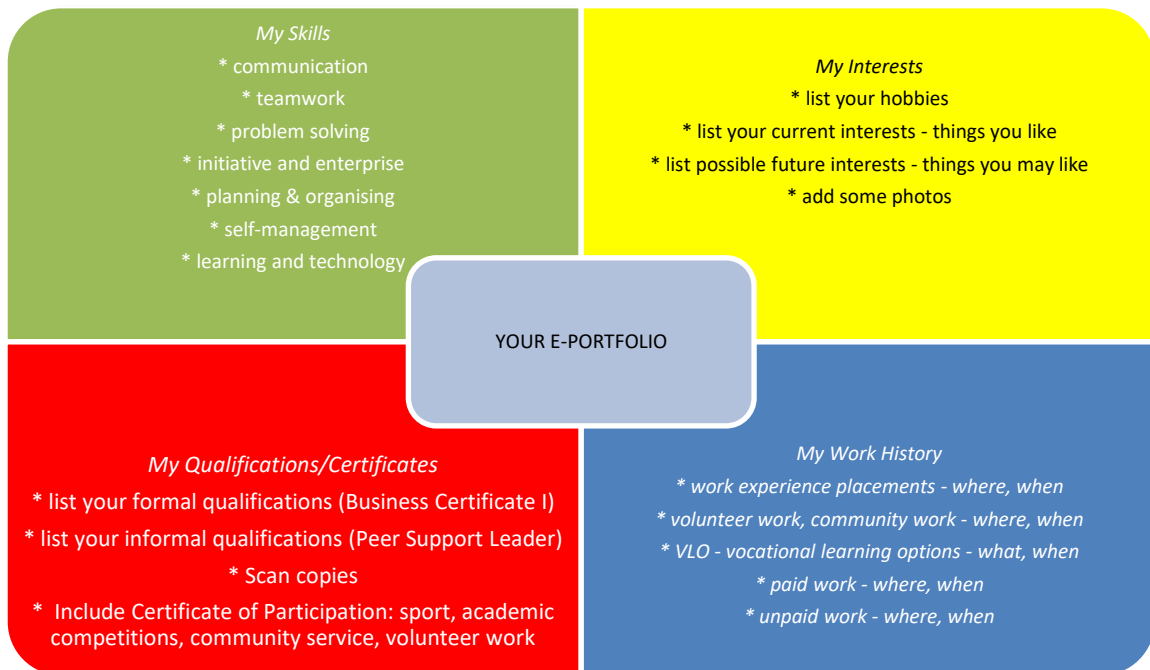 My Skills
* communication
* teamwork
* problem solving
* initiative and enterprise
* planning & organising
* self-management
* learning and technology
My Interests
* list your hobbies
* list your current interests - things you like
* list possible future interests - things you may like
* add some photos
YOUR E-PORTFOLIO
My Qualifications/Certificates
* list your formal qualifications (Business Certificate I)
* list your informal qualifications (Peer Support Leader)
* Scan copies
* Include Certificate of Participation: sport, academic
competitions, community service, volunteer work
My Work History
* work experience placements - where, when
* volunteer work, community work - where, when
* VLO - vocational learning options - what, when
* paid work - where, when
* unpaid work - where, when